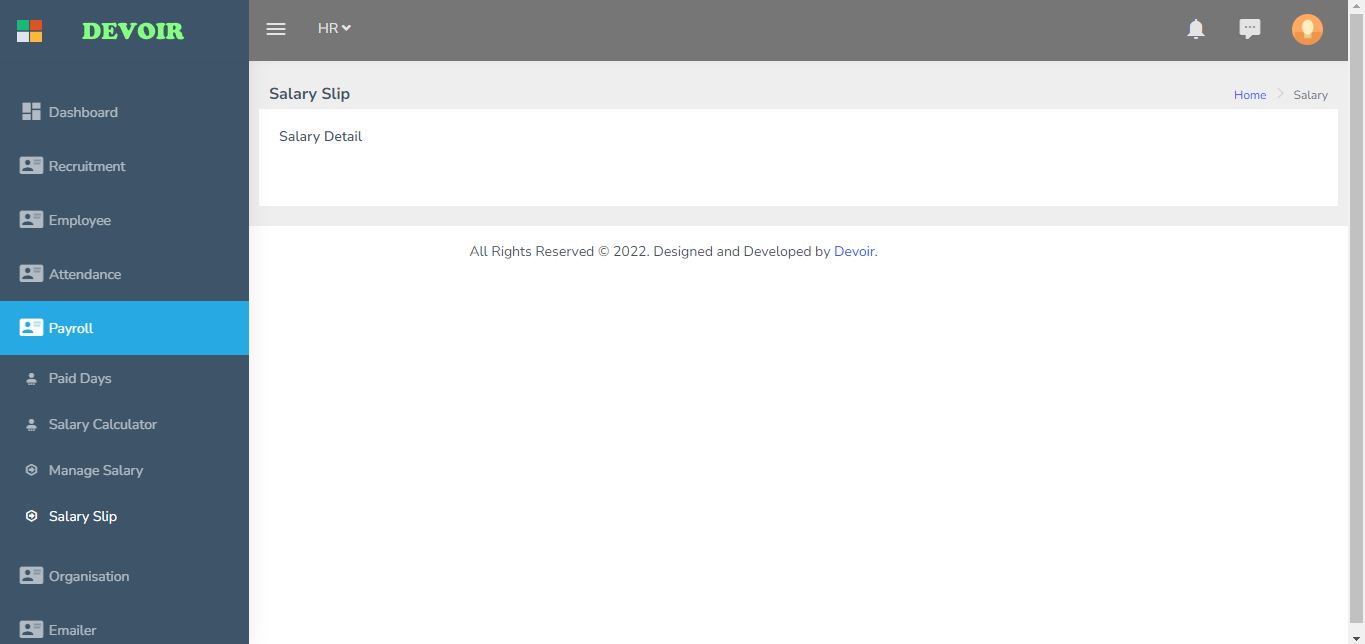 DEVOIR
HR
Dashboard
Recruitment
Employee
Attendance
Payroll
Paid Days
Salary Calculator
Manage Salary
Salary Slip
Organisation
Emailer
Salary Slip
Home
Salary
Salary Detail
All Rights Reserved © 2022. Designed and Developed by Devoir.